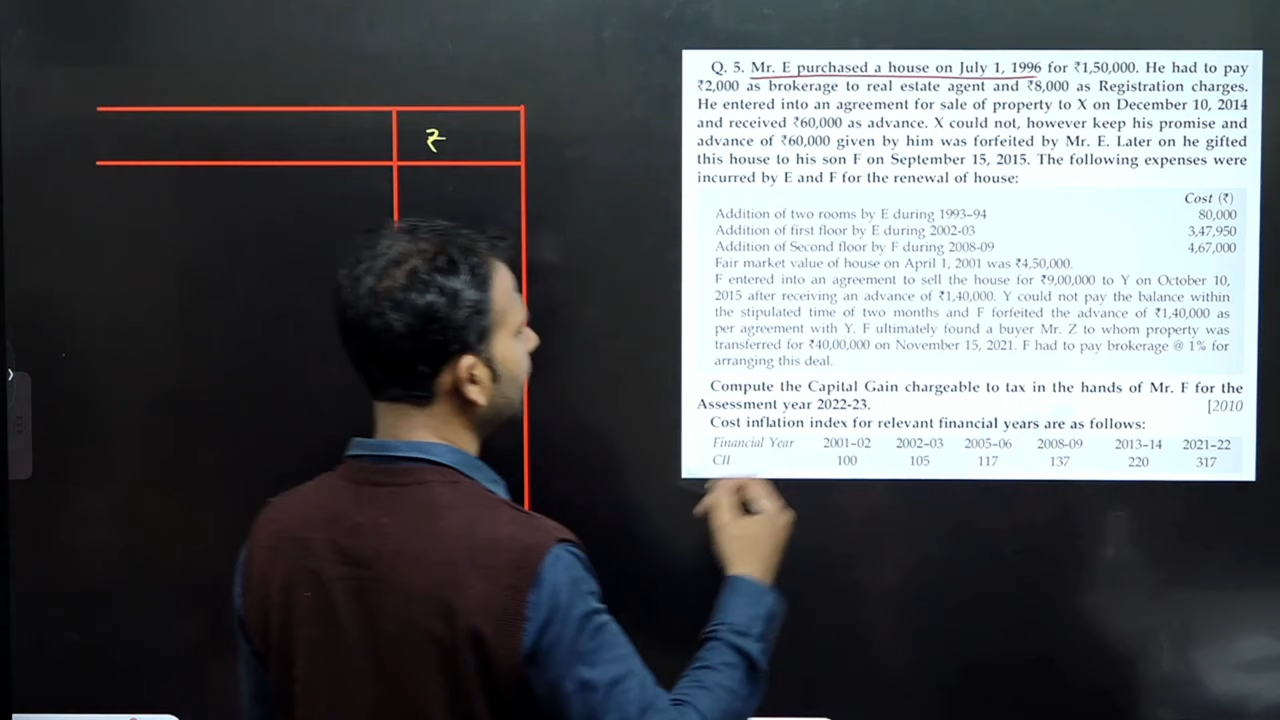 ₹
Q. 5. Mr. E purchased a house on July 1, 1996 for ₹1,50,000. He had to pay
₹2,000 as brokerage to real estate agent and ₹8,000 as Registration charges.
He entered into an agreement for sale of property to X on December 10, 2014
and received ₹60,000 as advance. X could not, however keep his promise and
advance of ₹60,000 given by him was forfeited by Mr. E. Later on he gifted
this house to his son F on September 15, 2015. The following expenses were
incurred by E and F for the renewal of house:
Cost (₹)
Addition of two rooms by E during 1993–94 80,000
Addition of first floor by E during 2002-03 3,47,950
Addition of Second floor by F during 2008-09 4,67,000
Fair market value of house on April 1, 2001 was ₹4,50,000.
F entered into an agreement to sell the house for ₹9,00,000 to Y on October 10,
2015 after receiving an advance of ₹1,40,000. Y could not pay the balance within
the stipulated time of two months and F forfeited the advance of ₹1,40,000 as
per agreement with Y. F ultimately found a buyer Mr. Z to whom property was
transferred for ₹40,00,000 on November 15, 2021. F had to pay brokerage @ 1% for
arranging this deal.
Compute the Capital Gain chargeable to tax in the hands of Mr. F for the
Assessment year 2022-23. [2010
Cost inflation index for relevant financial years are as follows:
Financial Year 2001–02 2002–03 2005–06 2008-09 2013–14 2021–22
CII 100 105 117 137 220 317